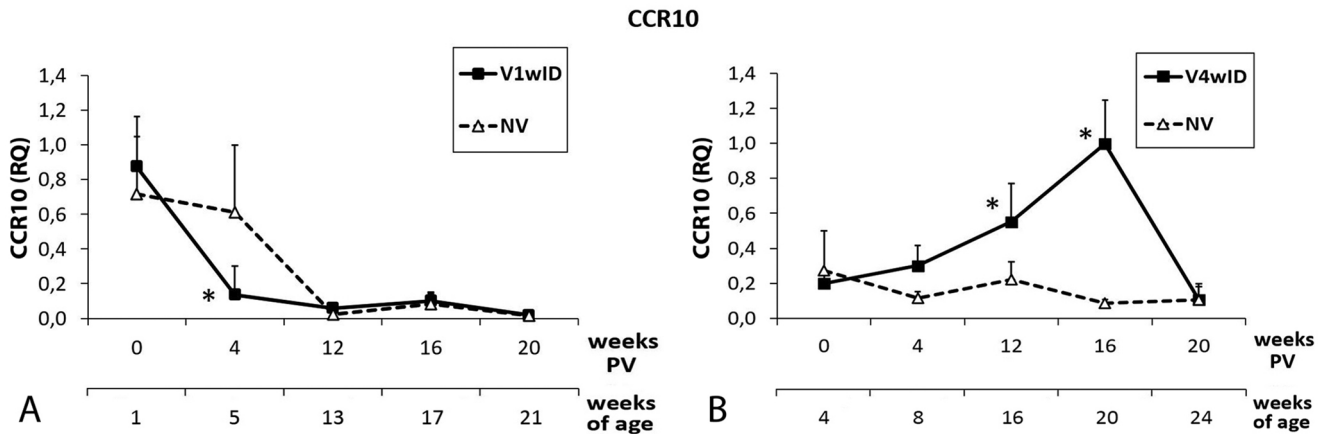 CCR10
V1wID
NV
CCR10 (RQ)
1,4
1,2
1,0
0,8
0,6
0,4
0,2
0,0
*
0 4 12 16 20 weeks
PV
A 1 5 13 17 21 weeks
of age
V4wID
NV
CCR10 (RQ)
1,4
1,2
1,0
0,8
0,6
0,4
0,2
0,0
*
*
0 4 12 16 20 weeks
PV
B 4 8 16 20 24 weeks
of age